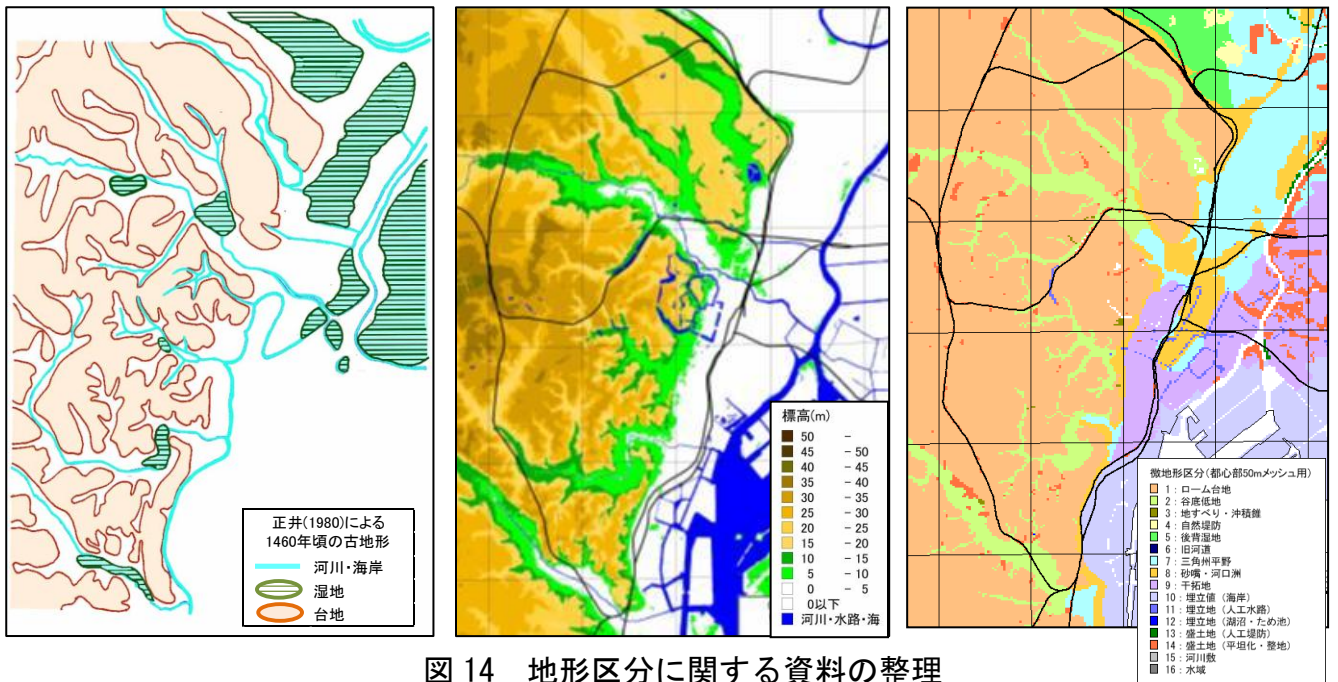 正井(1980)による
1460年頃の古地形
河川・海岸
湿地
台地
標高(m)
50 -
45 - 50
40 - 45
35 - 40
30 - 35
25 - 30
20 - 25
15 - 20
10 - 15
5 - 10
0 - 5
0以下
河川・水路・海
微地形区分(都心部50mメッシュ用)
1:ローム台地
2:谷底低地
3:地すべり・沖積錐
4:自然堤防
5:後背湿地
6:旧河道
7:三角州平野
8:砂嘴・河口洲
9:干拓地
10:埋立値(海岸)
11:埋立地(人工水路)
12:埋立地(湖沼・ため池)
13:盛土地(人工堤防)
14:盛土地(平坦化・整地)
15:河川敷
16:水域
図14 地形区分に関する資料の整理